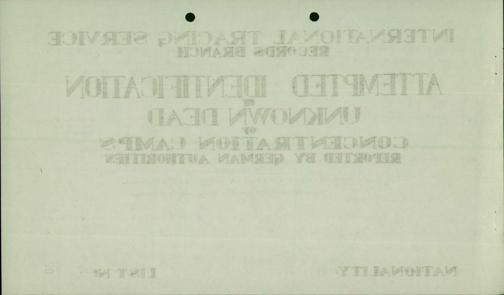 INTERNATIONAL TRACING SERVICE
RECORDS BRANCH
ATTEMPTED IDENTIFICATION
OF
UNKNOWN DEAD
OF
CONCENTRATION CAMPS
REPORTED BY GERMAN AUTHORITIES
NATIONALITY
LIST Nº